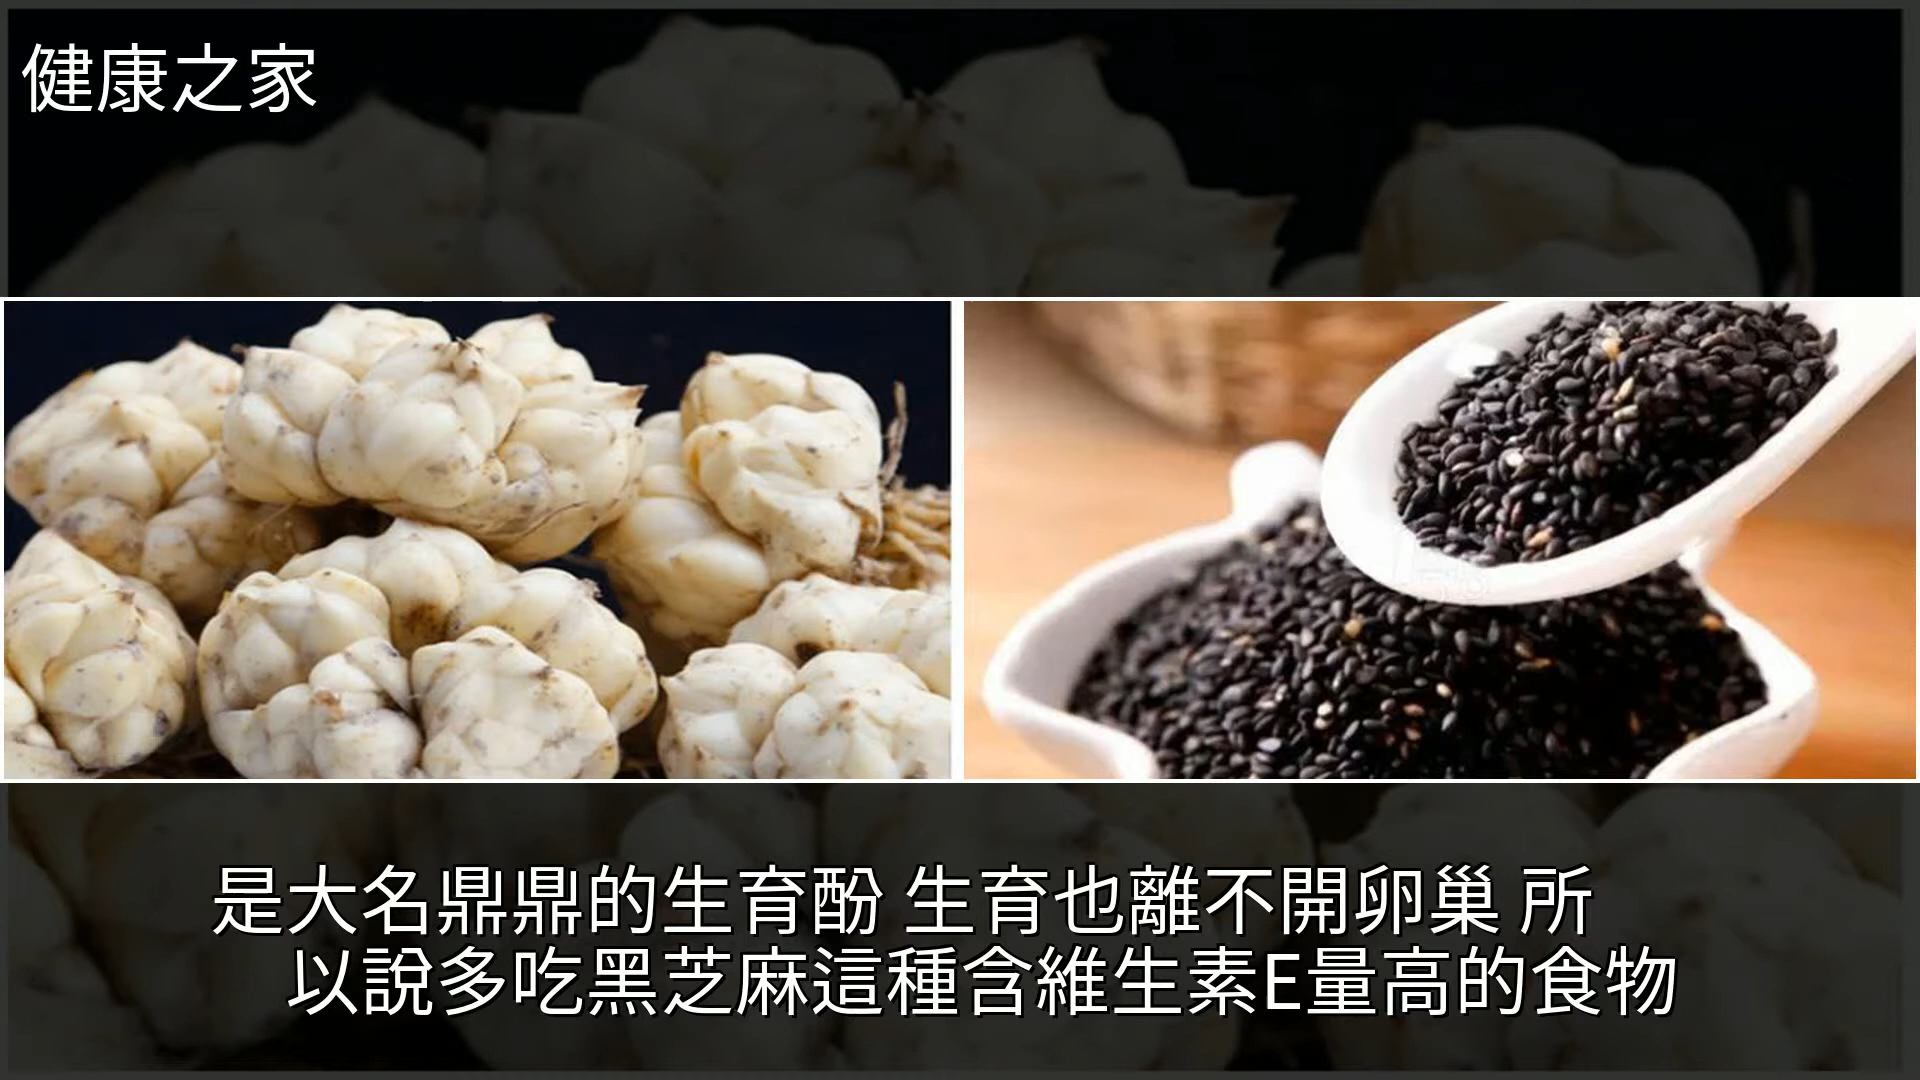 健康之家
是大名鼎鼎的生育酚 生育也離不開卵巢 所
以說多吃黑芝麻這種含維生素E量高的食物